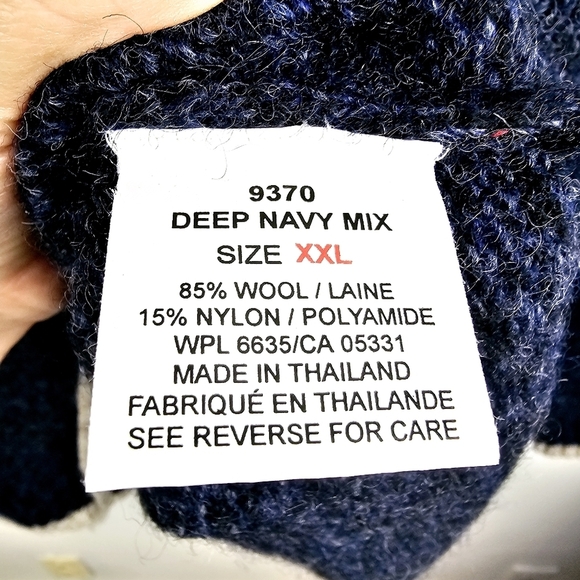 9370
DEEP NAVY MIX
SIZE XXL
85% WOOL / LAINE
15% NYLON / POLYAMIDE
WPL 6635/CA 05331
MADE IN THAILAND
FABRIQUÉ EN THAILANDE
SEE REVERSE FOR CARE